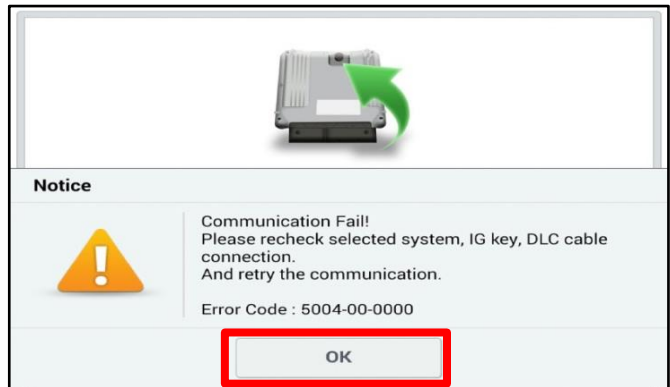 Notice
Communication Fail!
Please recheck selected system, IG key, DLC cable
connection.
And retry the communication.
Error Code : 5004-00-0000
OK